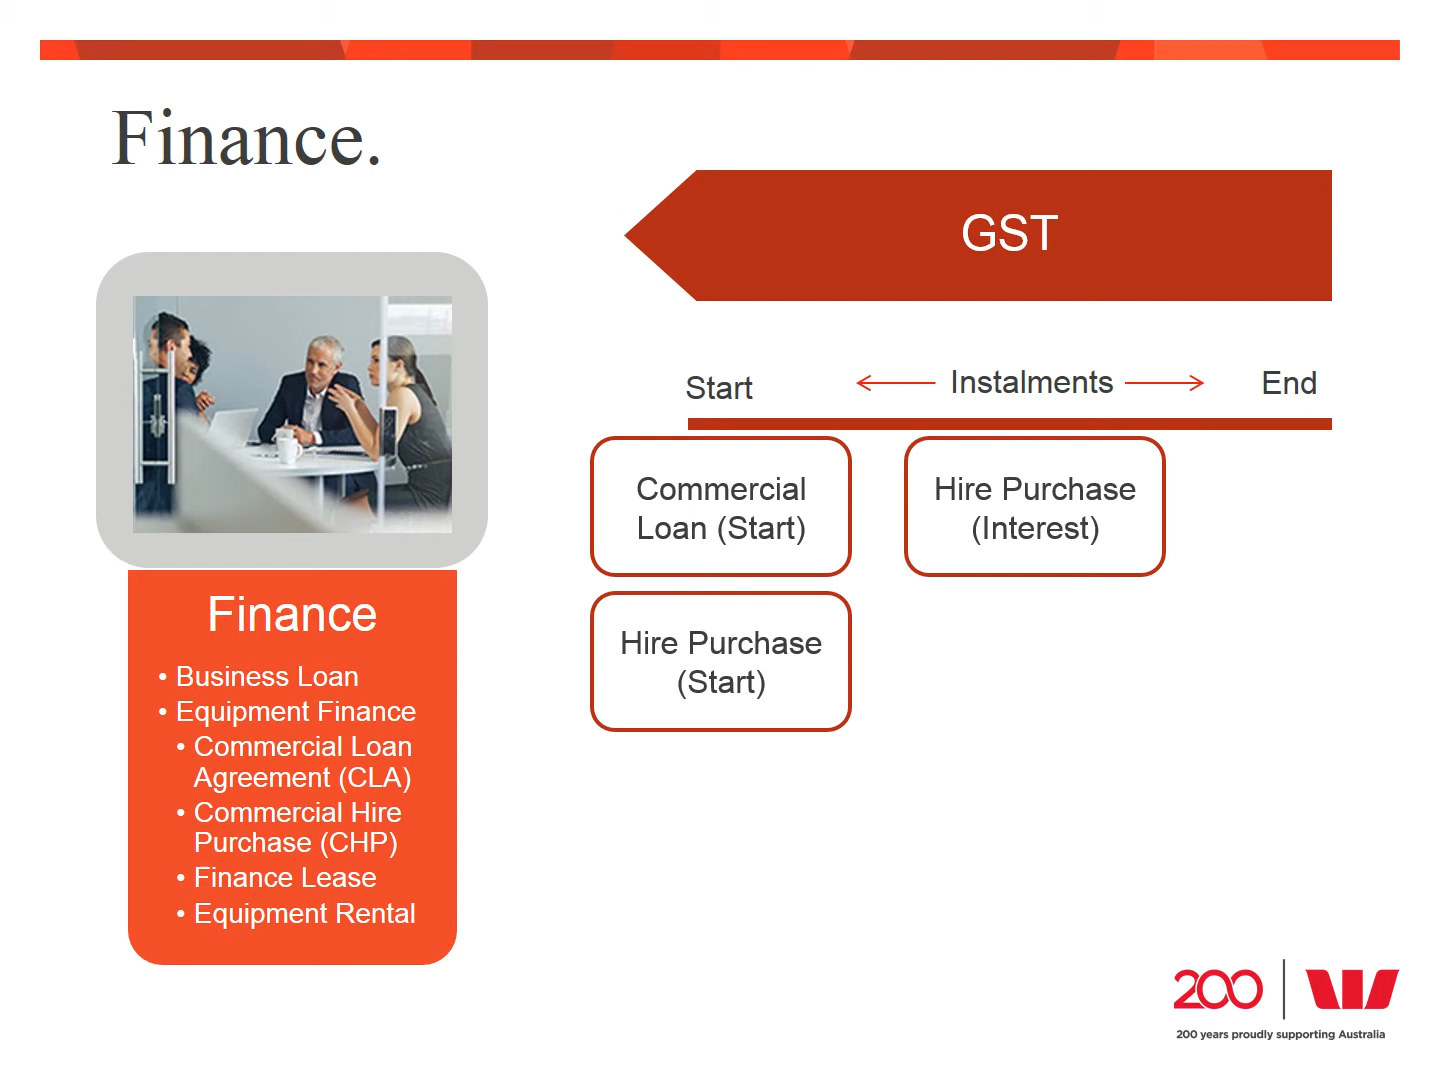 Finance.
GST
Start
Instalments
End
Commercial
Loan (Start)
Hire Purchase
(Interest)
Hire Purchase
(Start)
Finance
• Business Loan
• Equipment Finance
• Commercial Loan
Agreement (CLA)
• Commercial Hire
Purchase (CHP)
• Finance Lease
• Equipment Rental
200
200 years proudly supporting Australia